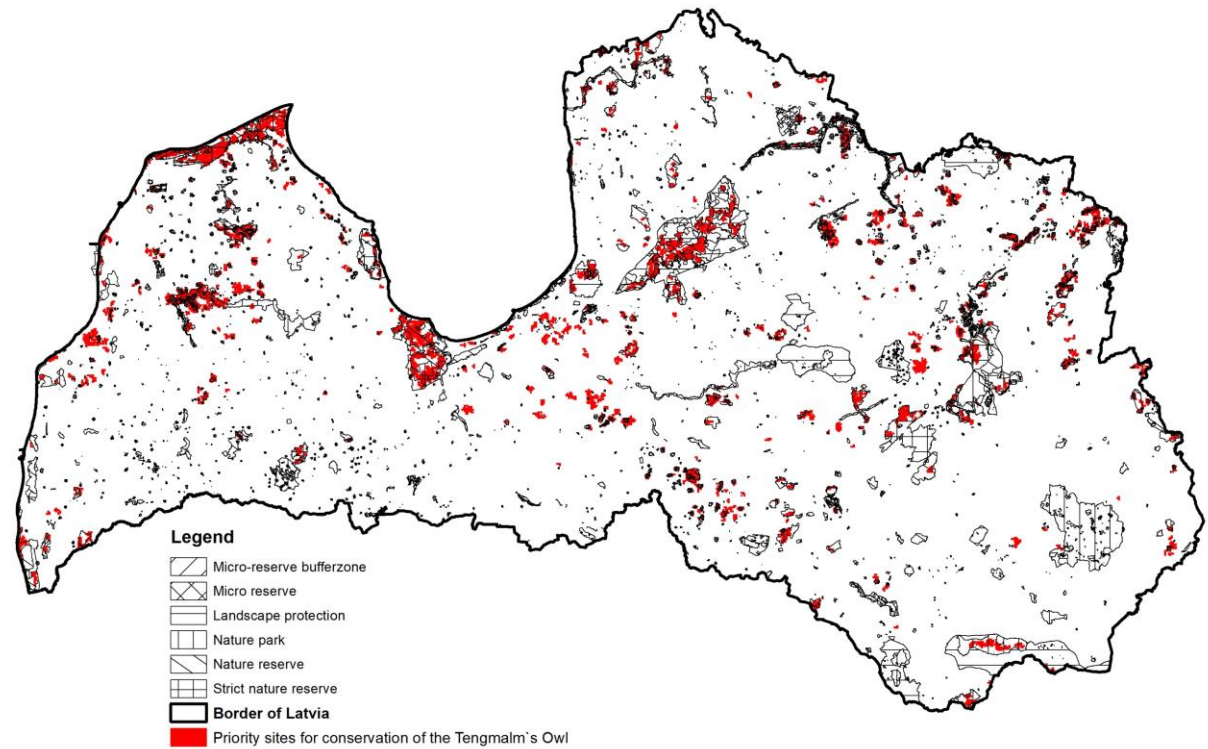 Legend
Micro-reserve bufferzone
Micro reserve
Landscape protection
Nature park
Nature reserve
Strict nature reserve
Border of Latvia
Priority sites for conservation of the Tengmalm`s Owl